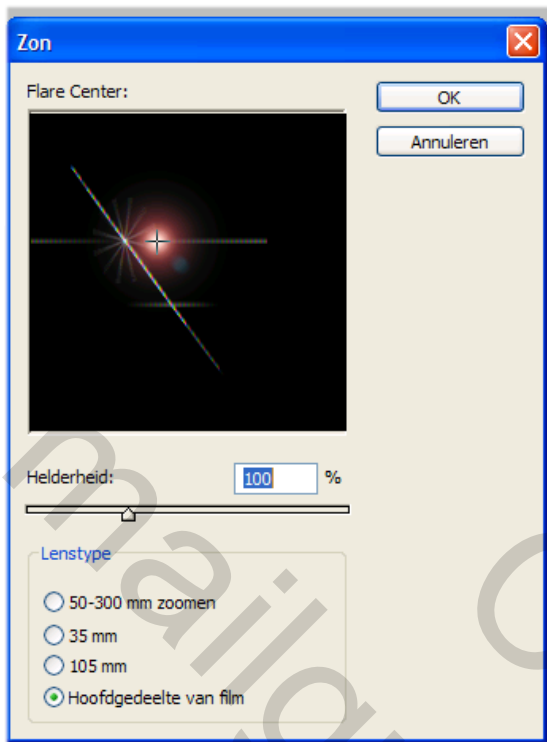 Zon
Flare Center:
OK
Annuleren
Helderheid:
100 %
Lenstype
50-300 mm zoomen
35 mm
105 mm
Hoofdgedeelte van film